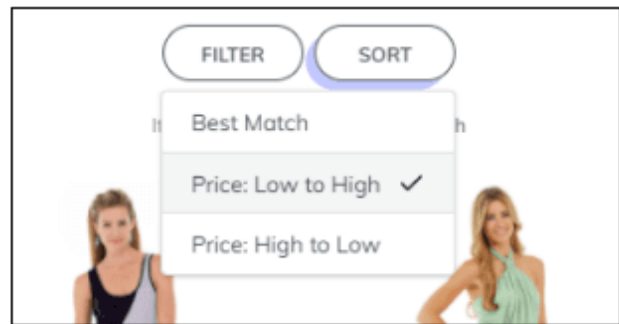 FILTER SORT
Best Match
Price: Low to High
Price: High to Low